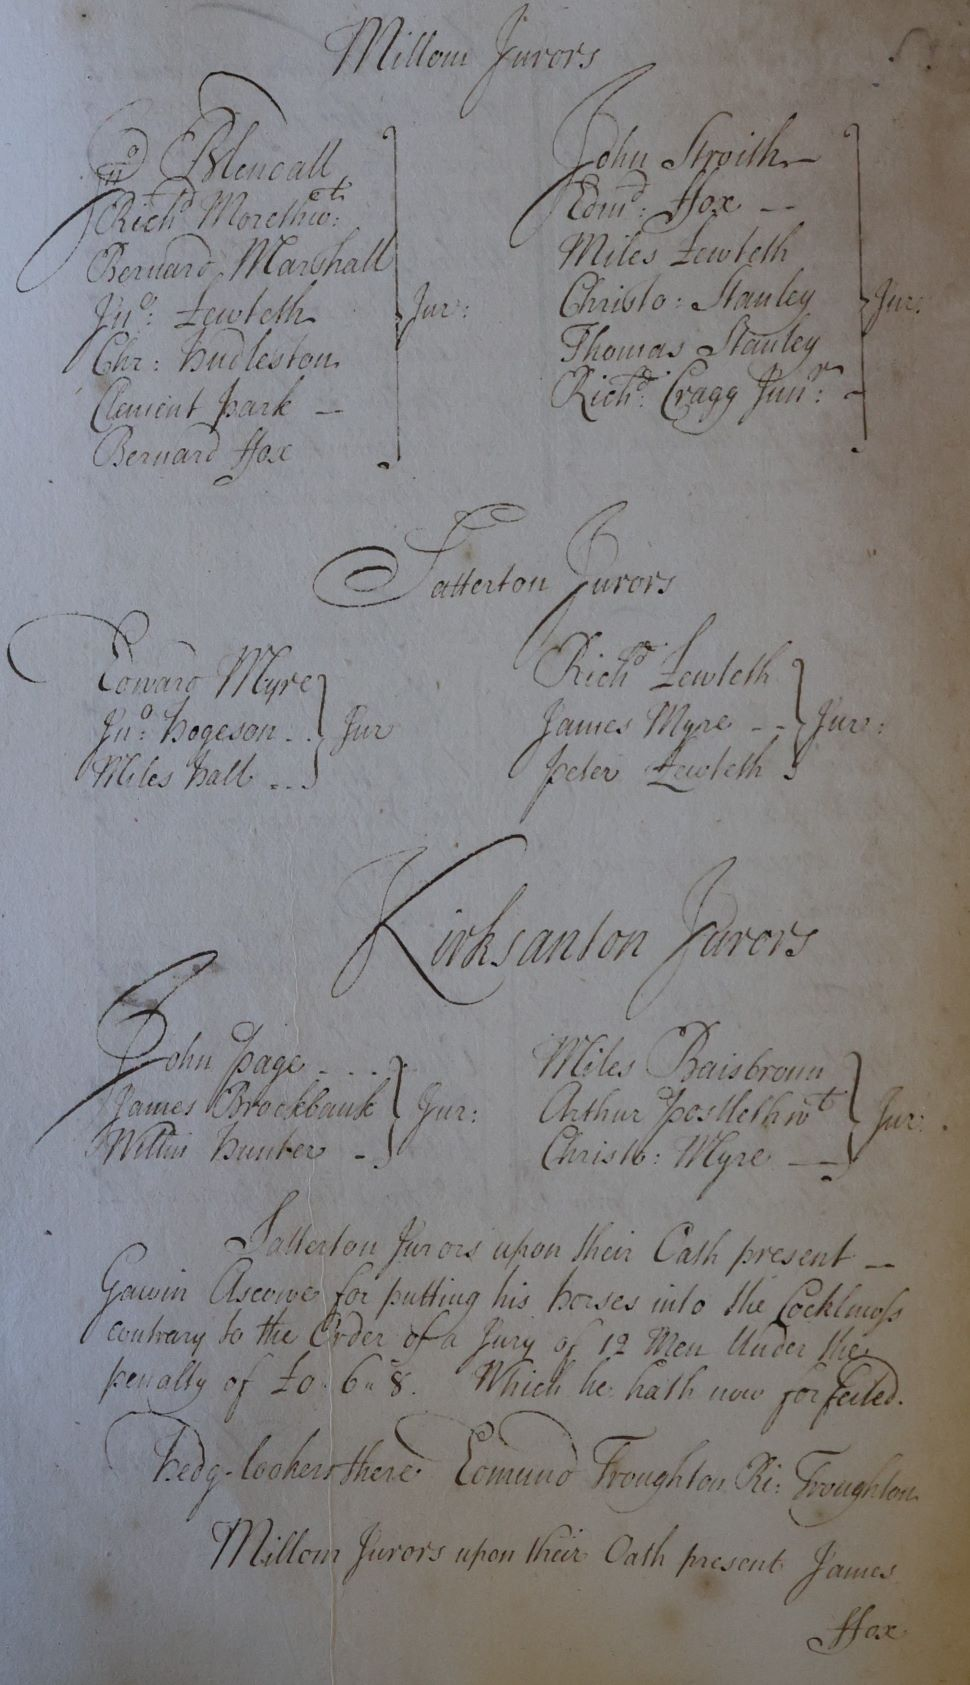 Millom Jurors
Jno Blencall
Richd Morethwt:
Bernard Marshall
Jno: Lewteth
Chr: hudleston
Clement park —
Bernard ffox
Jur:
John Stroith —
Edmd: ffox --
Miles Lewteth
Christo: Stanley
Thomas Stanley
Richd: Cragg Junr: -
Jur:
Satterton Jurors
Edward Myre
Jno: hogeson - .
Miles hall - - .
Jur
Richd Lewteth
James Myre - -
peter Lewteth
Jur:
Kirksanton Jurors
John page - . . .
James Brockbank
Willm hunter -
Jur:
Miles Baisbrown
Arthur postlethwt
Christo: Myre —
Jur:
Satterton Jurors upon their Oath present —
Gawin Ascowe for putting his horses into the Cocklmoss
contrary to the Order of a Jury of 12 Men Under the
penalty of £0 " 6 " 8. Which he hath now forfeited.
hedg-lookers there Edmund Troughton Ri: Troughton
Millom Jurors upon their Oath present James
ffox